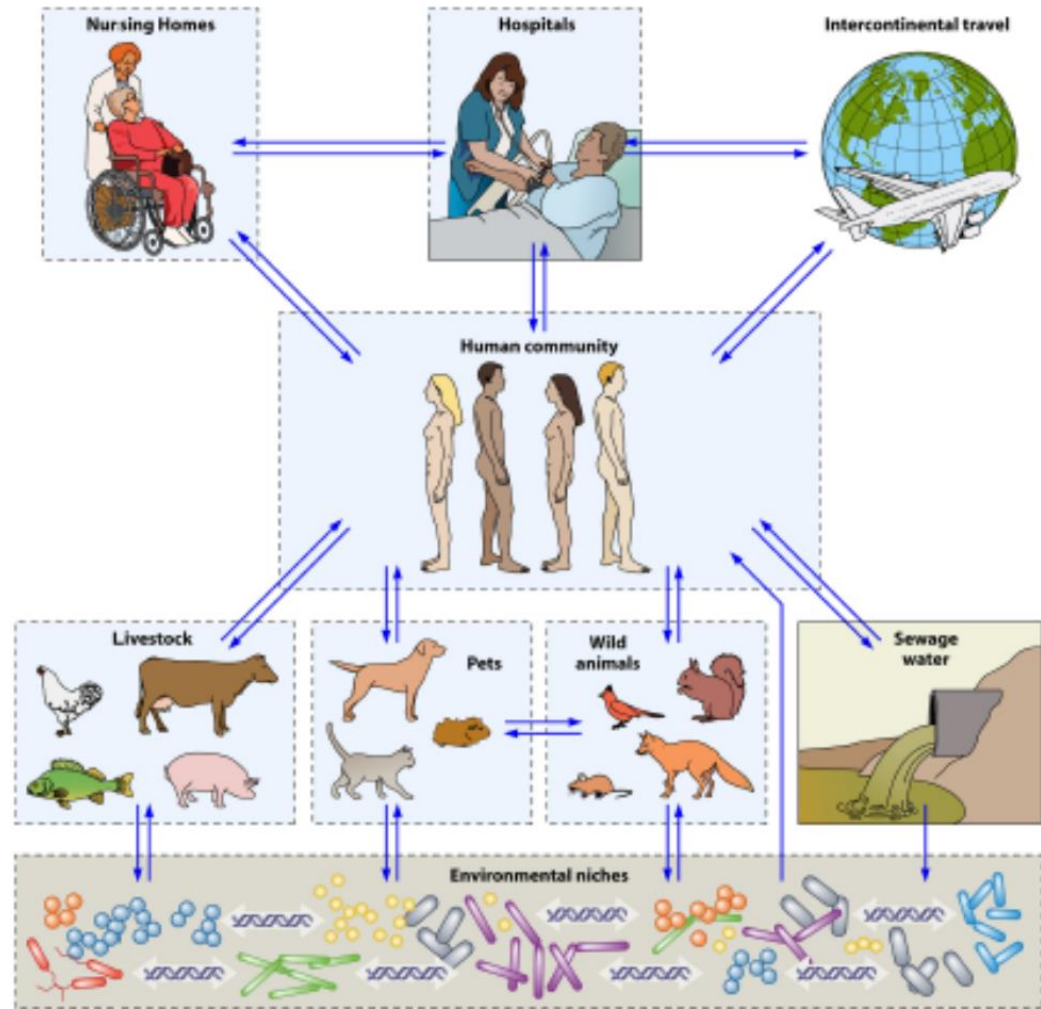 Nursing Homes
Hospitals
Intercontinental travel
Human community
Livestock
Pets
Wild
animals
Sewage
water
Environmental niches